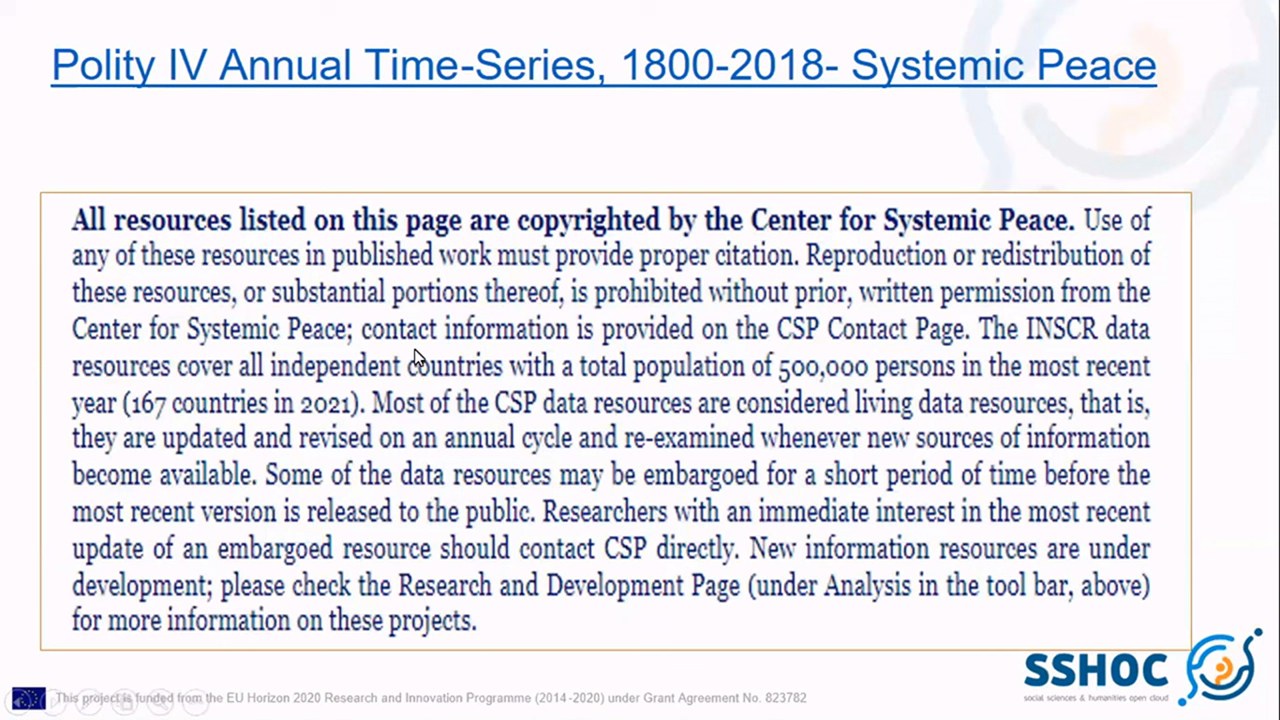 Polity IV Annual Time-Series, 1800-2018- Systemic Peace
All resources listed on this page are copyrighted by the Center for Systemic Peace. Use of
any of these resources in published work must provide proper citation. Reproduction or redistribution of
these resources, or substantial portions thereof, is prohibited without prior, written permission from the
Center for Systemic Peace; contact information is provided on the CSP Contact Page. The INSCR data
resources cover all independent countries with a total population of 500,000 persons in the most recent
year (167 countries in 2021). Most of the CSP data resources are considered living data resources, that is,
they are updated and revised on an annual cycle and re-examined whenever new sources of information
become available. Some of the data resources may be embargoed for a short period of time before the
most recent version is released to the public. Researchers with an immediate interest in the most recent
update of an embargoed resource should contact CSP directly. New information resources are under
development; please check the Research and Development Page (under Analysis in the tool bar, above)
for more information on these projects.
SSHOC
social sciences & humanities open cloud
This project is funded from the EU Horizon 2020 Research and Innovation Programme (2014-2020) under Grant Agreement No. 823782